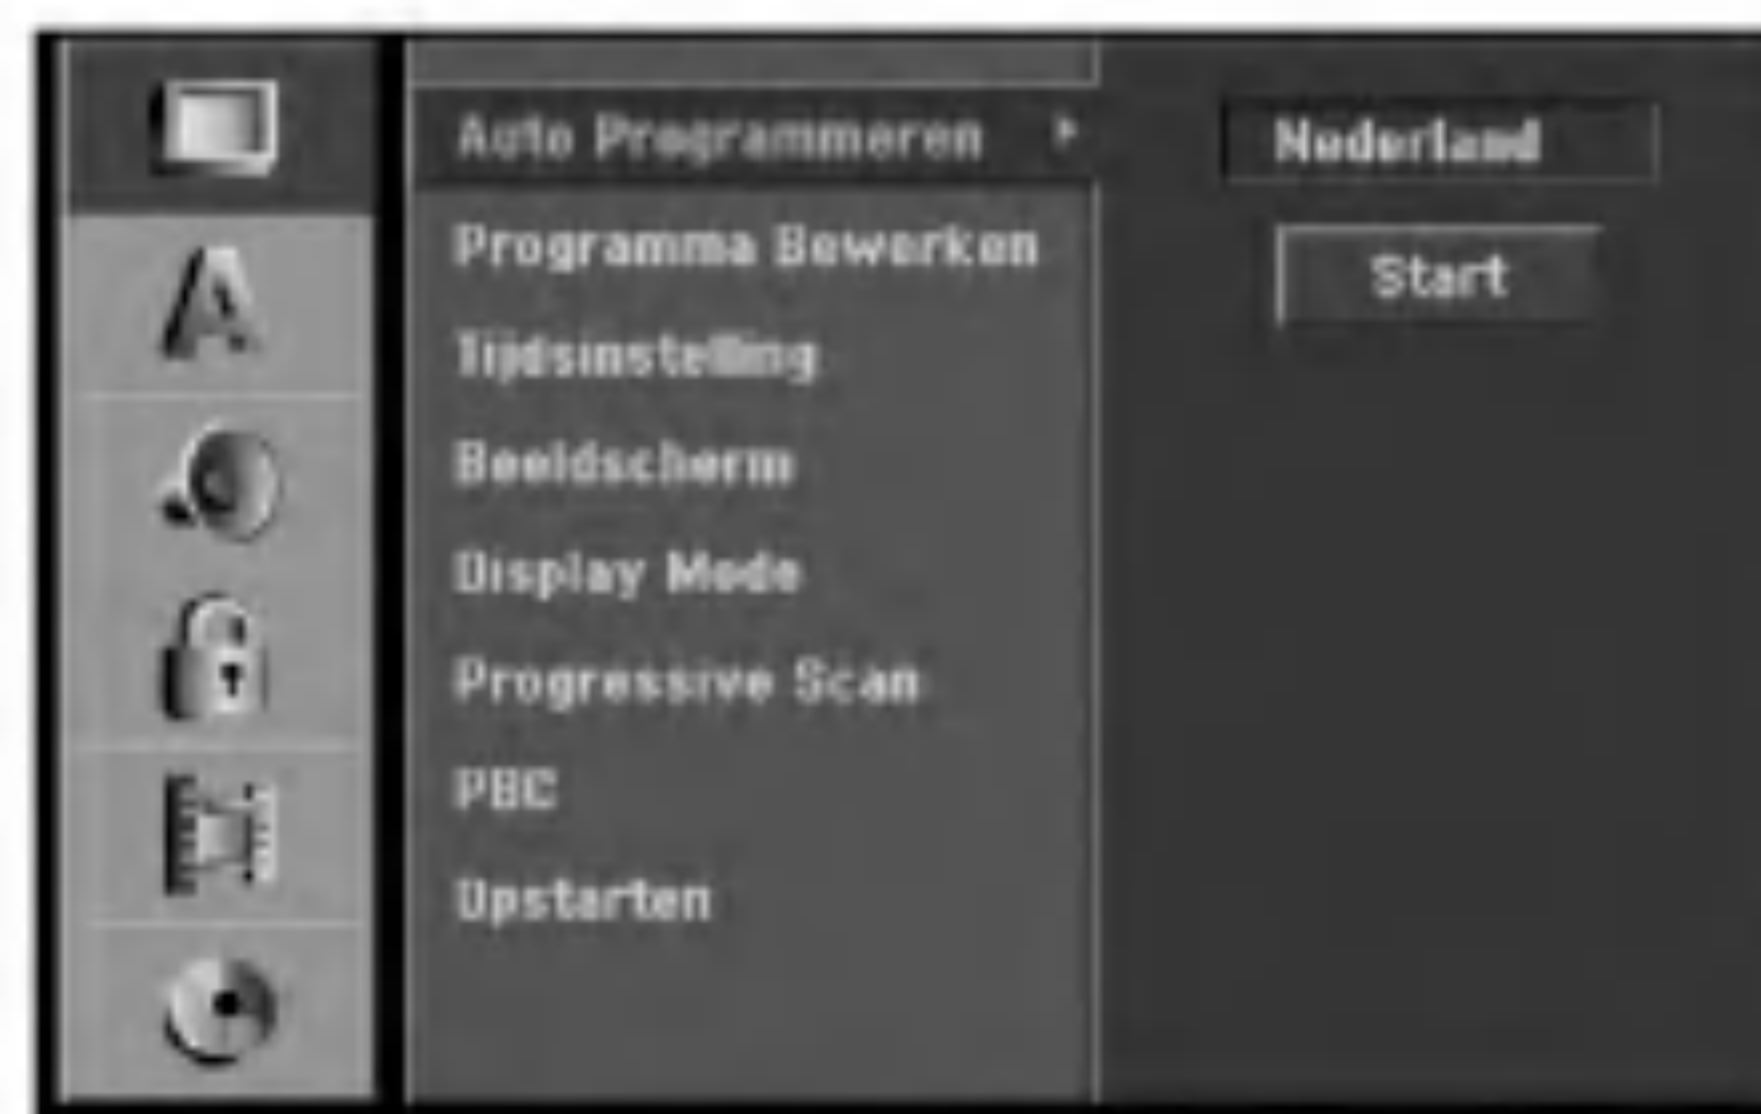 Auto Programmeren
Nederland
Programma Bewerken
Start
Tijdsinstelling
Beeldscherm
Display Mode
Progressive Scan
PBC
Opstarten